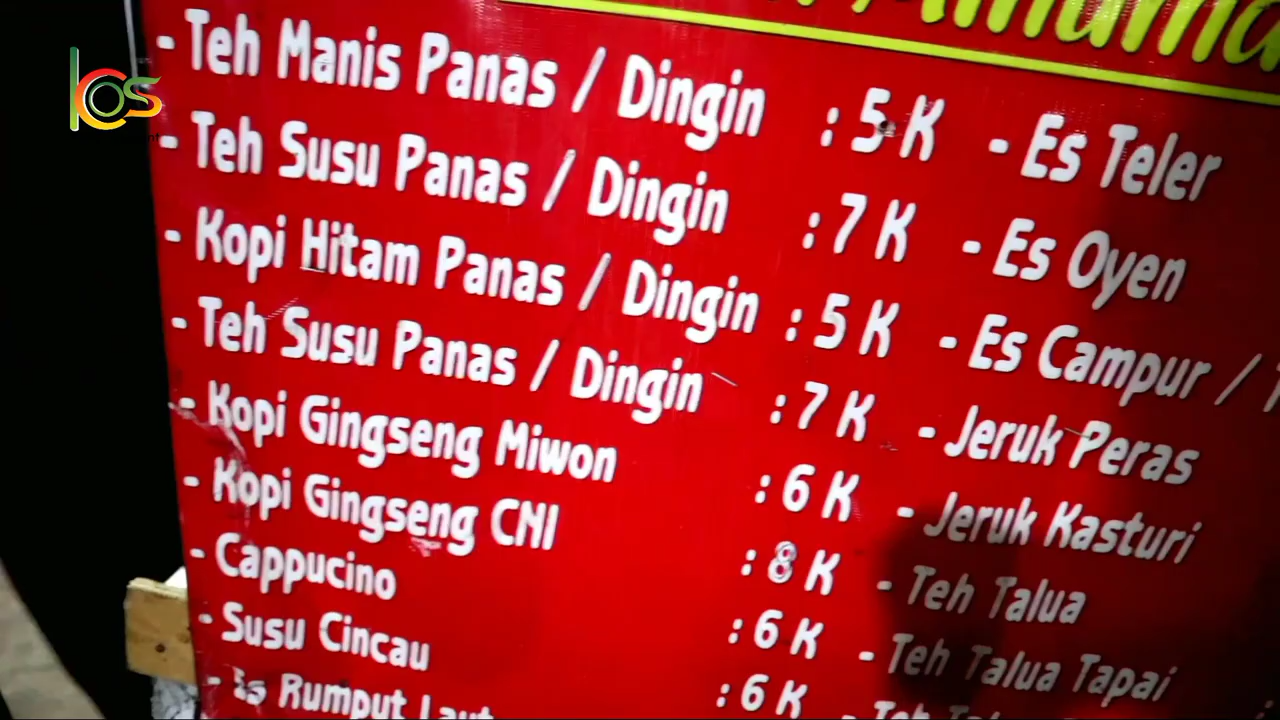 - Teh Manis Panas / Dingin : 5 K - Es Teler
- Teh Susu Panas / Dingin : 7 K - Es Oyen
- Kopi Hitam Panas / Dingin : 5 K - Es Campur /
- Teh Susu Panas / Dingin : 7 K - Jeruk Peras
- Kopi Gingseng Miwon : 6 K - Jeruk Kasturi
- Kopi Gingseng CNI : 8 K - Teh Talua
- Cappucino : 6 K - Teh Talua Tapai
- Susu Cincau : 6 K - Teh
- Es Rumput Laut
kos